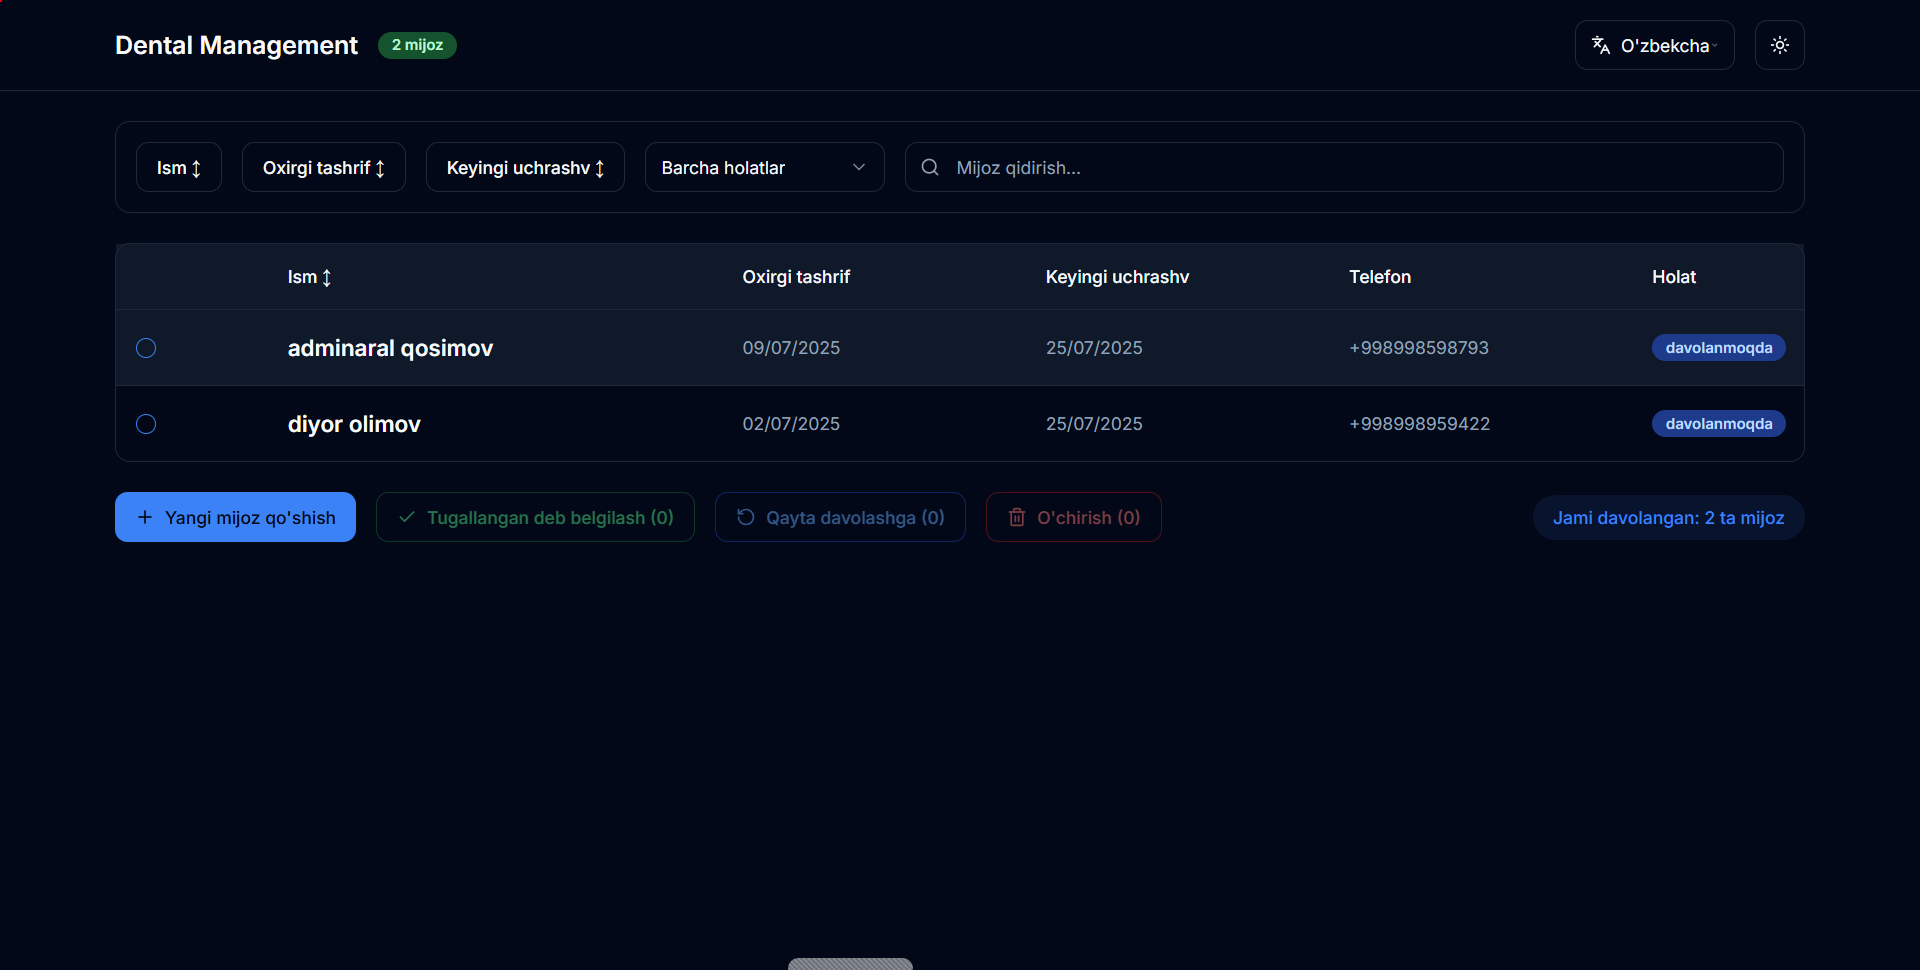 Dental Management 2 mijoz O'zbekcha
Ism Oxirgi tashrif Keyingi uchrashv Barcha holatlar Mijoz qidirish...
Ism Oxirgi tashrif Keyingi uchrashv Telefon Holat
adminaral qosimov 09/07/2025 25/07/2025 +998998598793 davolanmoqda
diyor olimov 02/07/2025 25/07/2025 +998998959422 davolanmoqda
Yangi mijoz qo'shish Tugallangan deb belgilash (0) Qayta davolashga (0) O'chirish (0) Jami davolangan: 2 ta mijoz